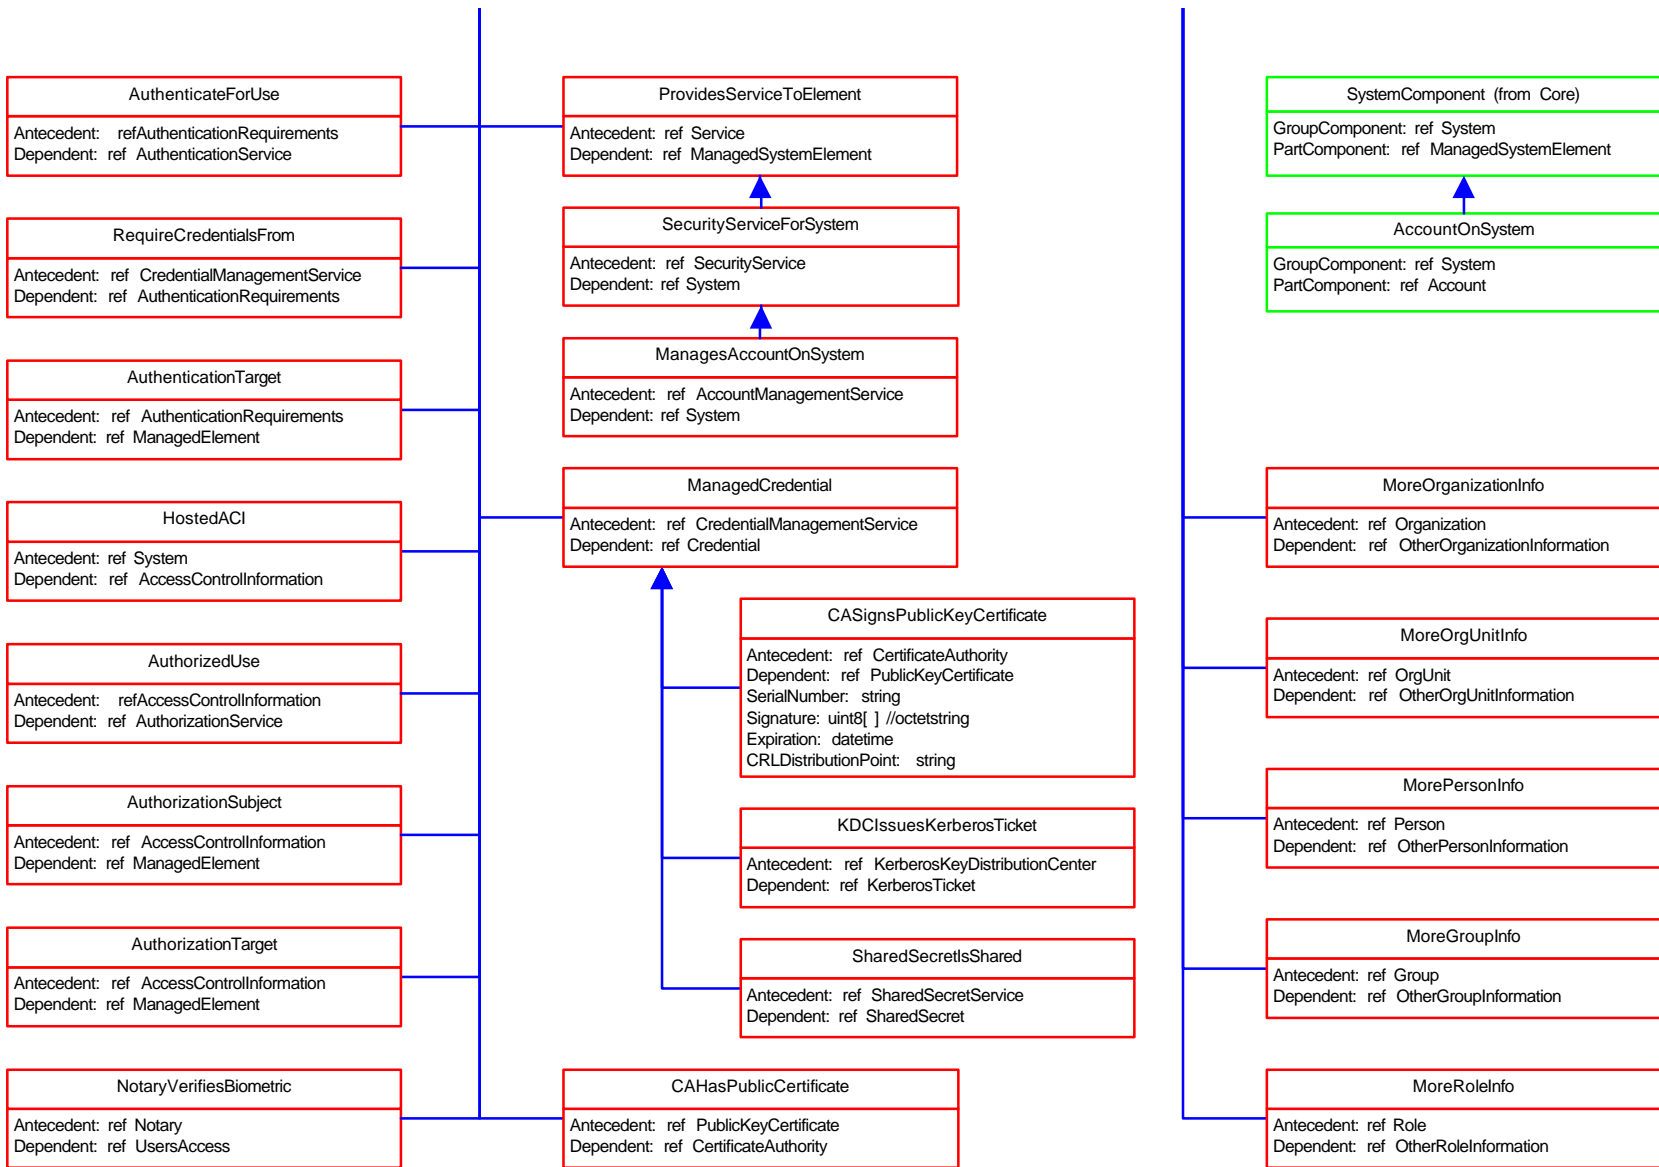 AuthenticateForUse
Antecedent: refAuthenticationRequirements
Dependent: ref AuthenticationService
RequireCredentialsFrom
Antecedent: ref CredentialManagementService
Dependent: ref AuthenticationRequirements
AuthenticationTarget
Antecedent: ref AuthenticationRequirements
Dependent: ref ManagedElement
HostedACI
Antecedent: ref System
Dependent: ref AccessControlInformation
AuthorizedUse
Antecedent: refAccessControlInformation
Dependent: ref AuthorizationService
AuthorizationSubject
Antecedent: ref AccessControlInformation
Dependent: ref ManagedElement
AuthorizationTarget
Antecedent: ref AccessControlInformation
Dependent: ref ManagedElement
NotaryVerifiesBiometric
Antecedent: ref Notary
Dependent: ref UsersAccess
ProvidesServiceToElement
Antecedent: ref Service
Dependent: ref ManagedSystemElement
SecurityServiceForSystem
Antecedent: ref SecurityService
Dependent: ref System
ManagesAccountOnSystem
Antecedent: ref AccountManagementService
Dependent: ref System
ManagedCredential
Antecedent: ref CredentialManagementService
Dependent: ref Credential
CASignsPublicKeyCertificate
Antecedent: ref CertificateAuthority
Dependent: ref PublicKeyCertificate
SerialNumber: string
Signature: uint8[ ] //octetstring
Expiration: datetime
CRLDistributionPoint: string
KDCIssuesKerberosTicket
Antecedent: ref KerberosKeyDistributionCenter
Dependent: ref KerberosTicket
SharedSecretIsShared
Antecedent: ref SharedSecretService
Dependent: ref SharedSecret
CAHasPublicCertificate
Antecedent: ref PublicKeyCertificate
Dependent: ref CertificateAuthority
SystemComponent (from Core)
GroupComponent: ref System
PartComponent: ref ManagedSystemElement
AccountOnSystem
GroupComponent: ref System
PartComponent: ref Account
MoreOrganizationInfo
Antecedent: ref Organization
Dependent: ref OtherOrganizationInformation
MoreOrgUnitInfo
Antecedent: ref OrgUnit
Dependent: ref OtherOrgUnitInformation
MorePersonInfo
Antecedent: ref Person
Dependent: ref OtherPersonInformation
MoreGroupInfo
Antecedent: ref Group
Dependent: ref OtherGroupInformation
MoreRoleInfo
Antecedent: ref Role
Dependent: ref OtherRoleInformation